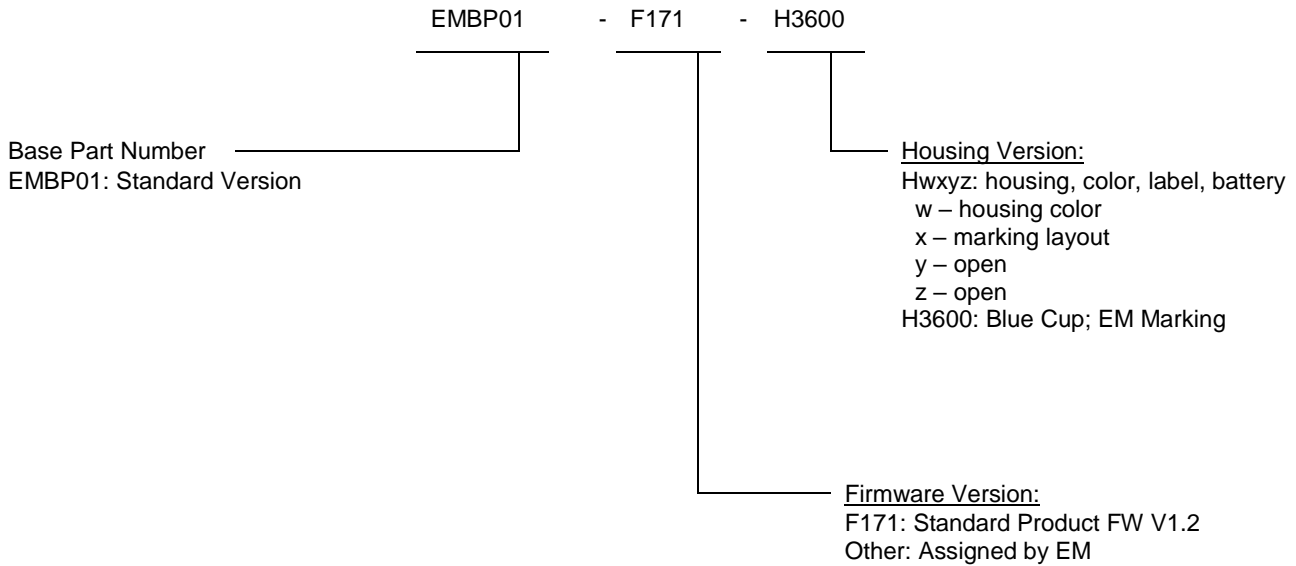 EMBP01 - F171 - H3600
Base Part Number
EMBP01: Standard Version
Housing Version:
Hwxyz: housing, color, label, battery
w – housing color
x – marking layout
y – open
z – open
H3600: Blue Cup; EM Marking
Firmware Version:
F171: Standard Product FW V1.2
Other: Assigned by EM